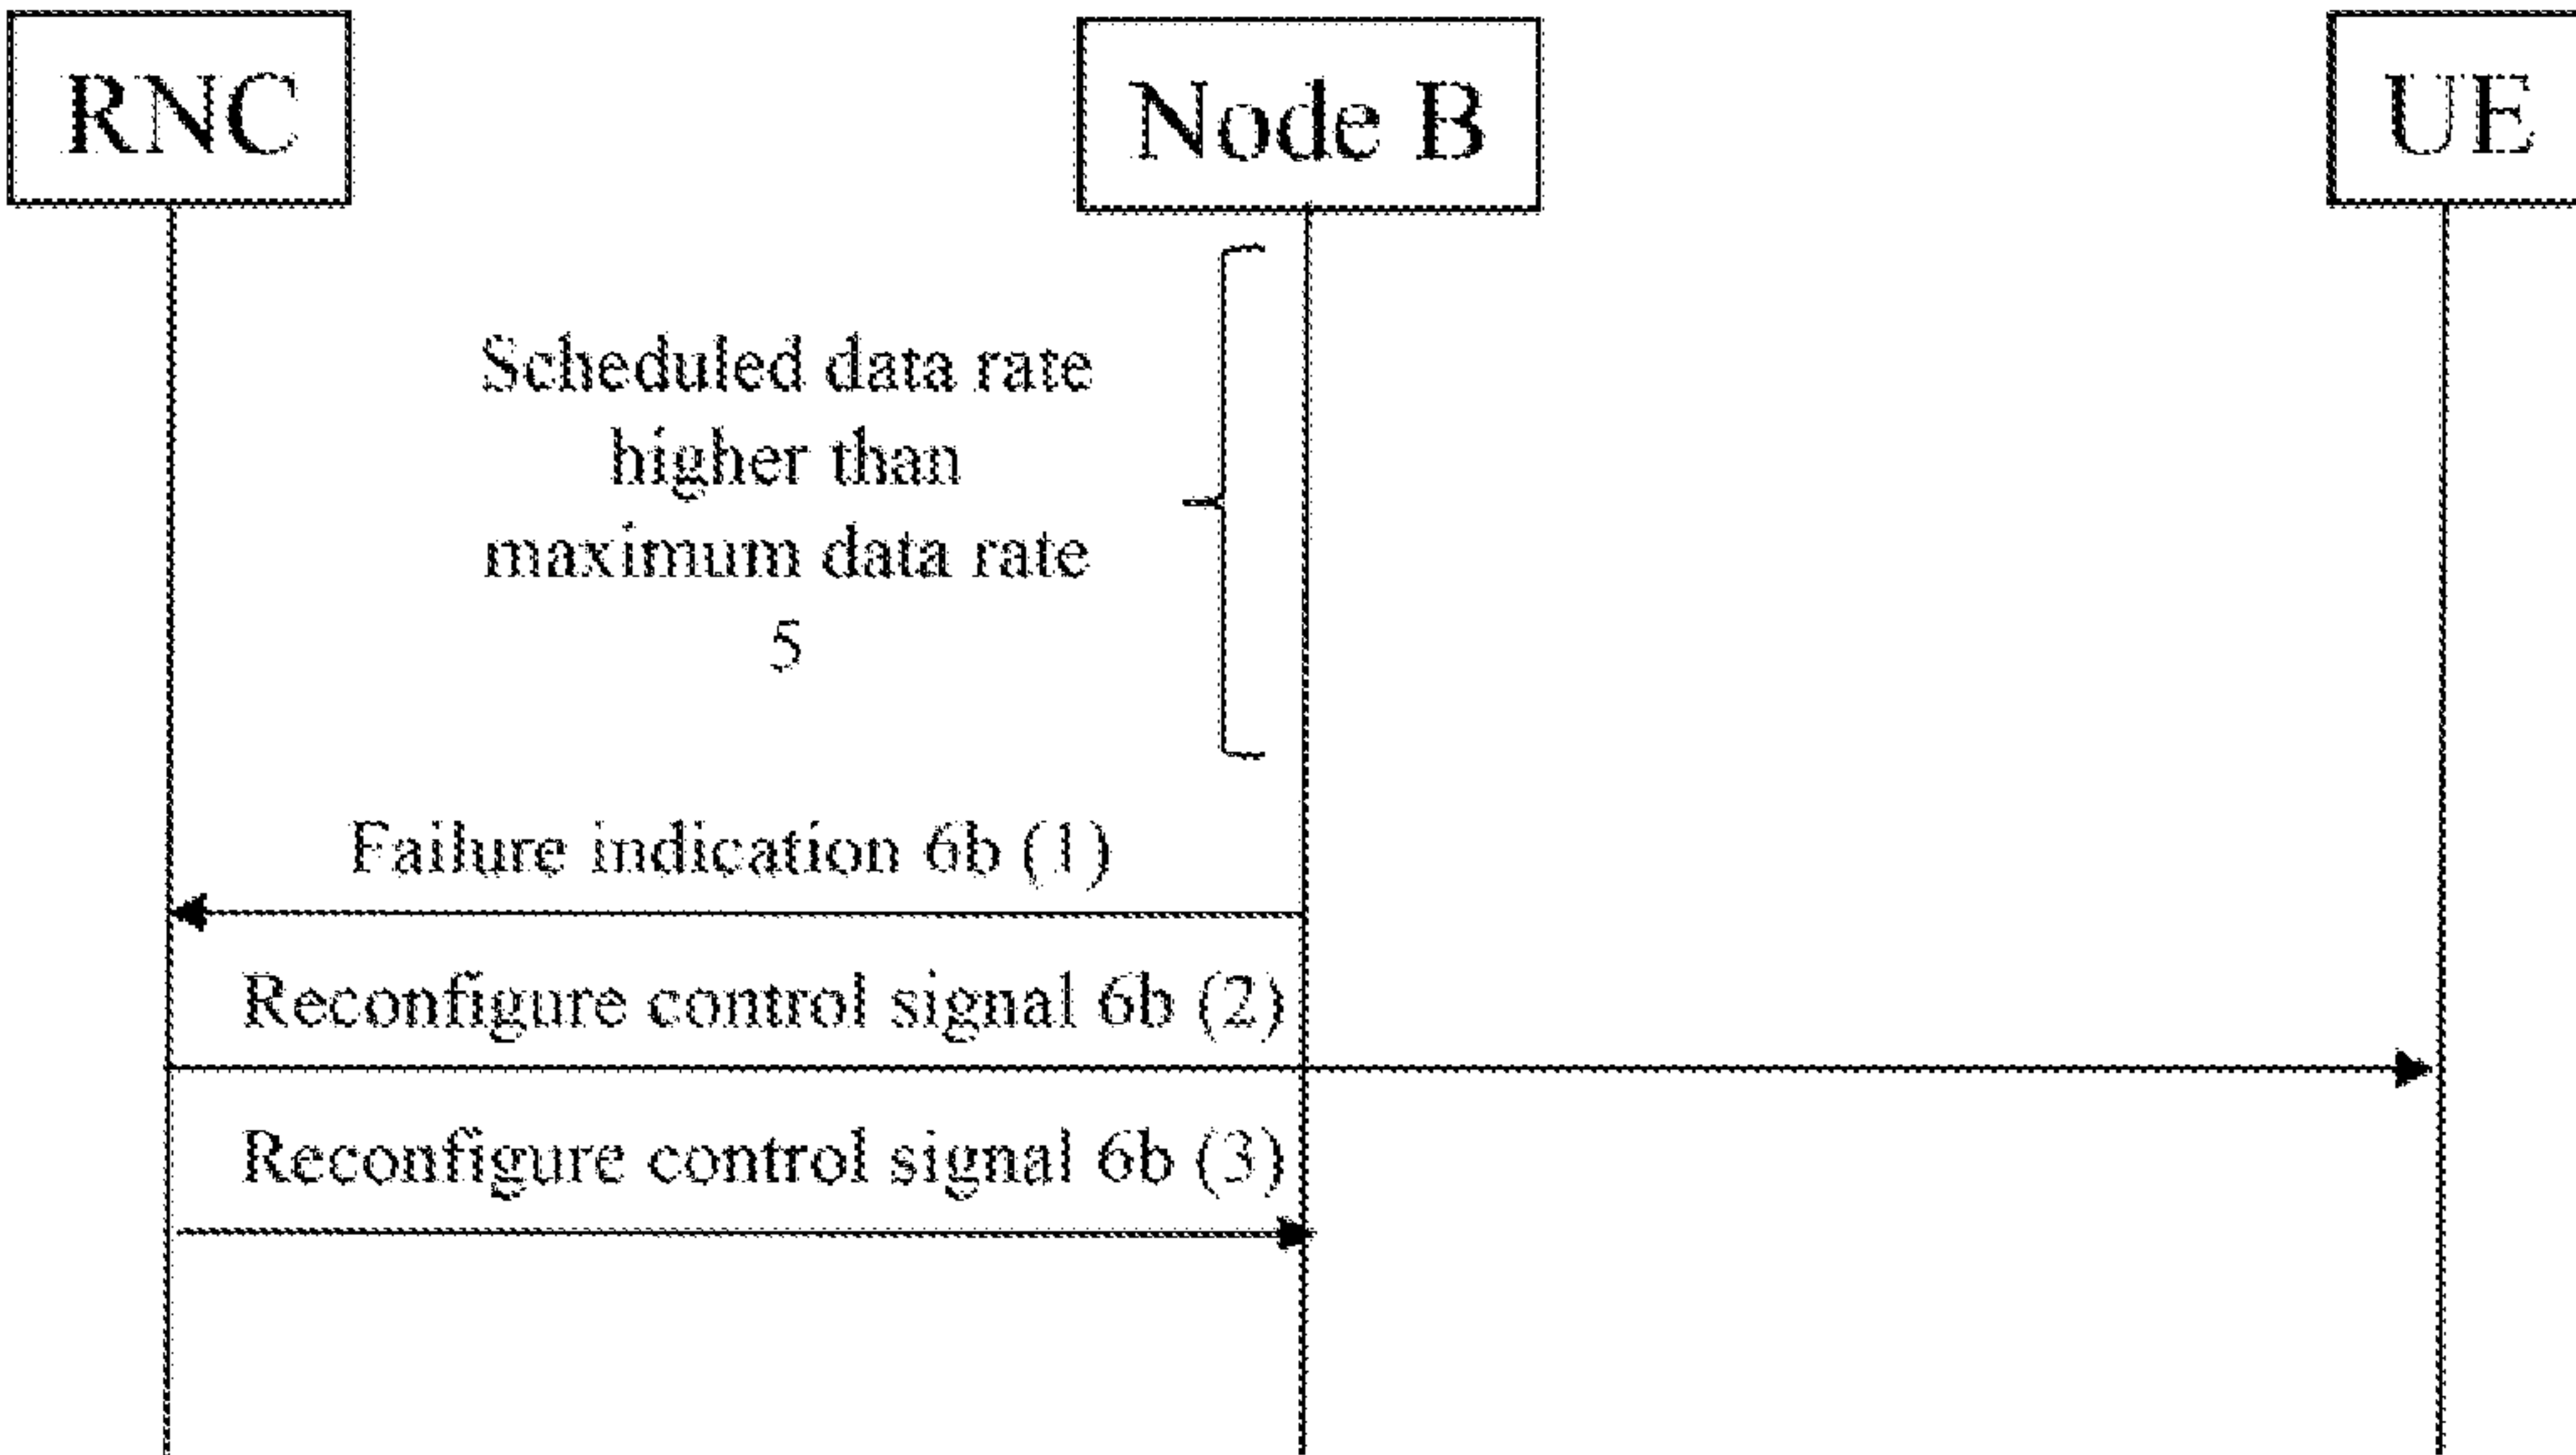 RNC
Node B
UE
Scheduled data rate
higher than
maximum data rate
5
Failure indication 6b (1)
Reconfigure control signal 6b (2)
Reconfigure control signal 6b (3)